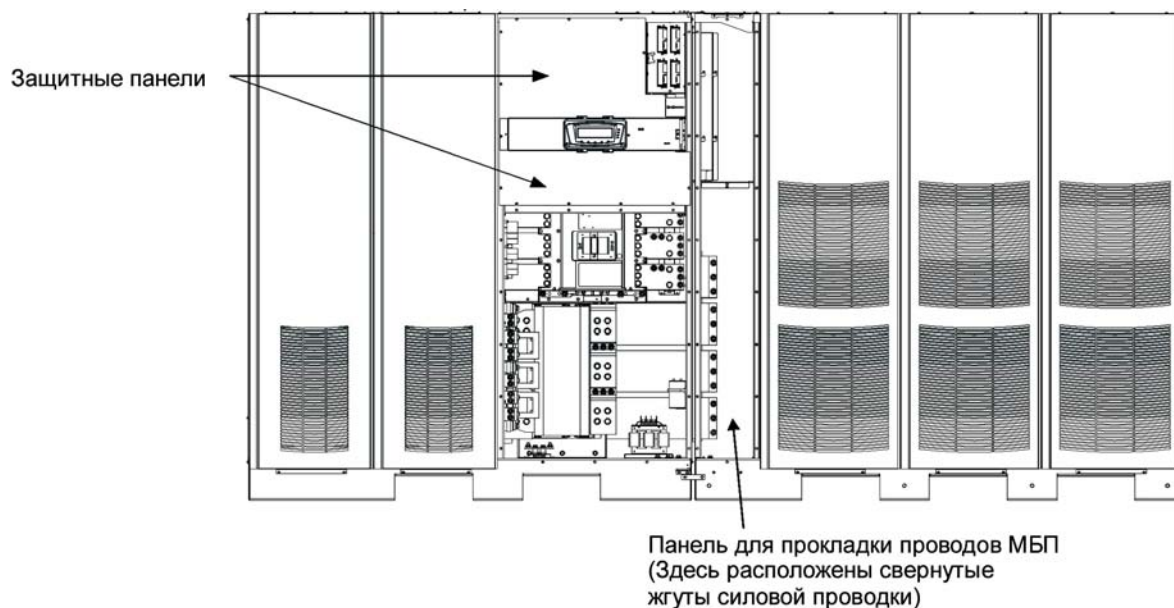 Защитные панели
Панель для прокладки проводов МБП
(Здесь расположены свернутые
жгуты силовой проводки)